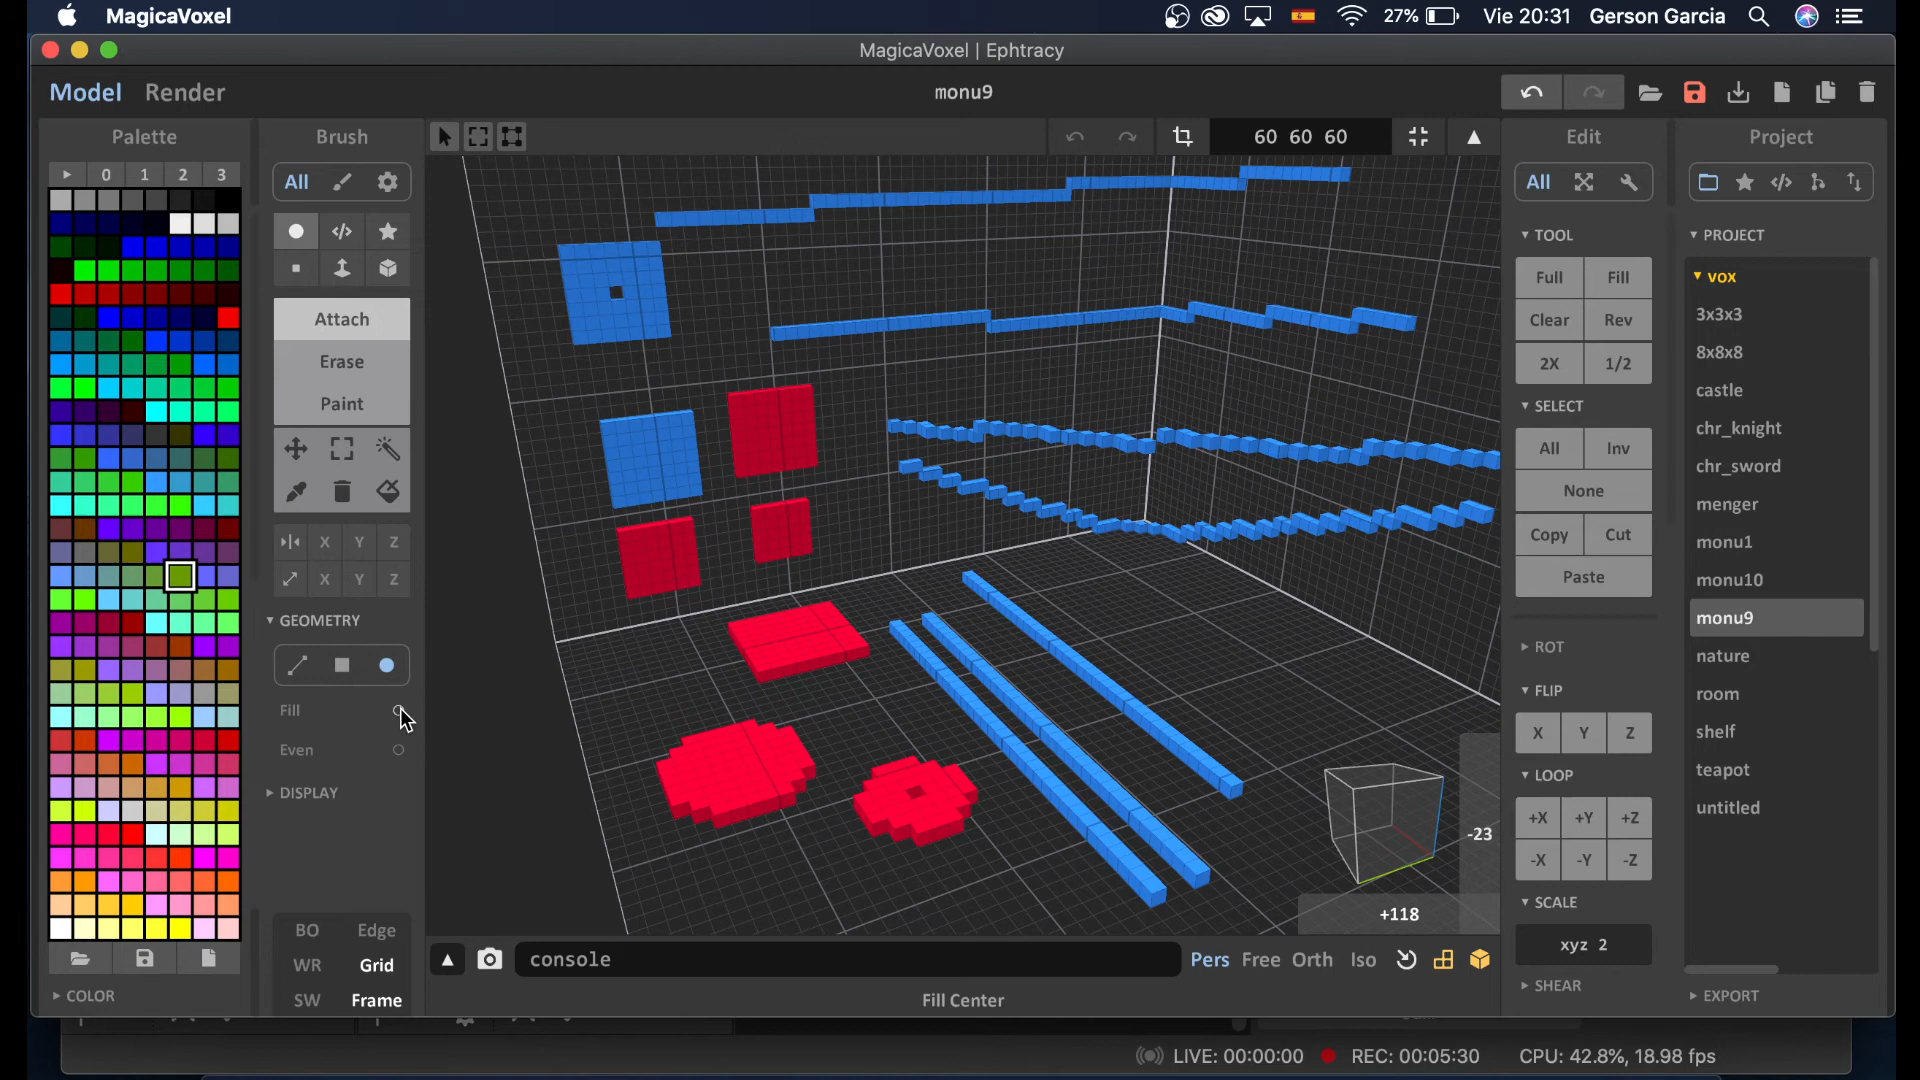 MagicaVoxel
27%
Vie 20:31
Gerson Garcia
MagicaVoxel | Ephtracy
Model Render
monu9
Palette
0 1 2 3
COLOR
Brush
All
Attach
Erase
Paint
X Y Z
X Y Z
GEOMETRY
Fill
Even
DISPLAY
BO Edge
WR Grid
SW Frame
60 60 60
-23
+118
console
Pers Free Orth Iso
Fill Center
Edit
All
TOOL
Full Fill
Clear Rev
2X 1/2
SELECT
All Inv
None
Copy Cut
Paste
ROT
FLIP
X Y Z
LOOP
+X +Y +Z
-X -Y -Z
SCALE
xyz 2
SHEAR
Project
PROJECT
vox
3x3x3
8x8x8
castle
chr_knight
chr_sword
menger
monu1
monu10
monu9
nature
room
shelf
teapot
untitled
EXPORT
LIVE: 00:00:00 REC: 00:05:30 CPU: 42.8%, 18.98 fps